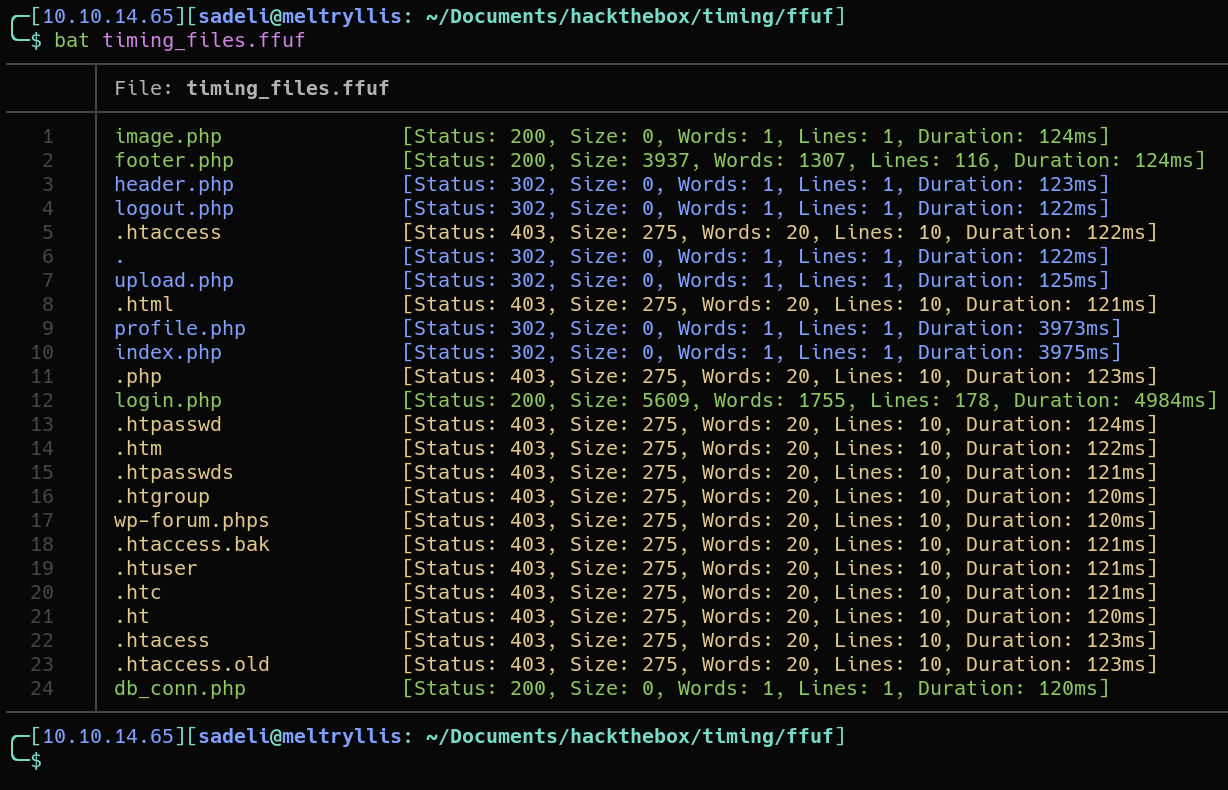 [10.10.14.65][sadeli@meltryllis: ~/Documents/hackthebox/timing/ffuf]
$ bat timing_files.ffuf
File: timing_files.ffuf
1 image.php [Status: 200, Size: 0, Words: 1, Lines: 1, Duration: 124ms]
2 footer.php [Status: 200, Size: 3937, Words: 1307, Lines: 116, Duration: 124ms]
3 header.php [Status: 302, Size: 0, Words: 1, Lines: 1, Duration: 123ms]
4 logout.php [Status: 302, Size: 0, Words: 1, Lines: 1, Duration: 122ms]
5 .htaccess [Status: 403, Size: 275, Words: 20, Lines: 10, Duration: 122ms]
6 . [Status: 302, Size: 0, Words: 1, Lines: 1, Duration: 122ms]
7 upload.php [Status: 302, Size: 0, Words: 1, Lines: 1, Duration: 125ms]
8 .html [Status: 403, Size: 275, Words: 20, Lines: 10, Duration: 121ms]
9 profile.php [Status: 302, Size: 0, Words: 1, Lines: 1, Duration: 3973ms]
10 index.php [Status: 302, Size: 0, Words: 1, Lines: 1, Duration: 3975ms]
11 .php [Status: 403, Size: 275, Words: 20, Lines: 10, Duration: 123ms]
12 login.php [Status: 200, Size: 5609, Words: 1755, Lines: 178, Duration: 4984ms]
13 .htpasswd [Status: 403, Size: 275, Words: 20, Lines: 10, Duration: 124ms]
14 .htm [Status: 403, Size: 275, Words: 20, Lines: 10, Duration: 122ms]
15 .htpasswds [Status: 403, Size: 275, Words: 20, Lines: 10, Duration: 121ms]
16 .htgroup [Status: 403, Size: 275, Words: 20, Lines: 10, Duration: 120ms]
17 wp-forum.phps [Status: 403, Size: 275, Words: 20, Lines: 10, Duration: 120ms]
18 .htaccess.bak [Status: 403, Size: 275, Words: 20, Lines: 10, Duration: 121ms]
19 .htuser [Status: 403, Size: 275, Words: 20, Lines: 10, Duration: 121ms]
20 .htc [Status: 403, Size: 275, Words: 20, Lines: 10, Duration: 121ms]
21 .ht [Status: 403, Size: 275, Words: 20, Lines: 10, Duration: 120ms]
22 .htacess [Status: 403, Size: 275, Words: 20, Lines: 10, Duration: 123ms]
23 .htaccess.old [Status: 403, Size: 275, Words: 20, Lines: 10, Duration: 123ms]
24 db_conn.php [Status: 200, Size: 0, Words: 1, Lines: 1, Duration: 120ms]
[10.10.14.65][sadeli@meltryllis: ~/Documents/hackthebox/timing/ffuf]
$